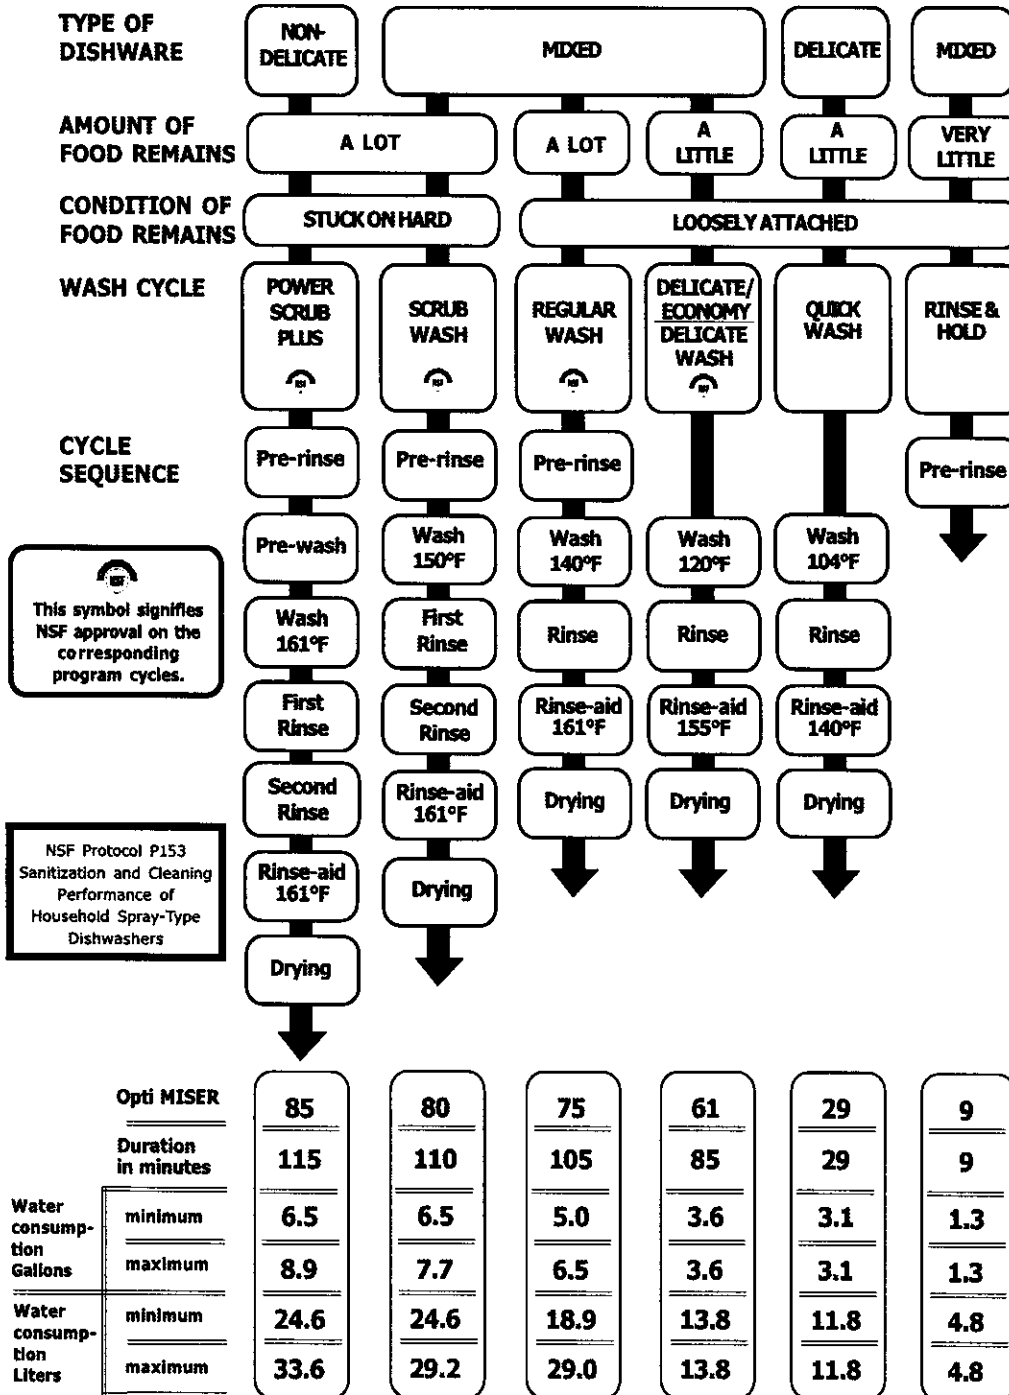 TYPE OF
DISHWARE
NON-
DELICATE
MIXED
DELICATE
MIXED
AMOUNT OF
FOOD REMAINS
A LOT
A LOT
A
LITTLE
A
LITTLE
VERY
LITTLE
CONDITION OF
FOOD REMAINS
STUCK ON HARD
LOOSELY ATTACHED
WASH CYCLE
POWER
SCRUB
PLUS
SCRUB
WASH
REGULAR
WASH
DELICATE/
ECONOMY
DELICATE
WASH
QUICK
WASH
RINSE &
HOLD
CYCLE
SEQUENCE
Pre-rinse
Pre-rinse
Pre-rinse
Pre-rinse
Pre-wash
Wash
150°F
Wash
140°F
Wash
120°F
Wash
104°F
NSF
This symbol signifies
NSF approval on the
corresponding
program cycles.
Wash
161°F
First
Rinse
Rinse
Rinse
Rinse
First
Rinse
Second
Rinse
Rinse-aid
161°F
Rinse-aid
155°F
Rinse-aid
140°F
Second
Rinse
Rinse-aid
161°F
Drying
Drying
Drying
NSF Protocol P153
Sanitization and Cleaning
Performance of
Household Spray-Type
Dishwashers
Rinse-aid
161°F
Drying
Drying
Opti MISER 85 80 75 61 29 9
Duration
in minutes 115 110 105 85 29 9
Water
consump-
tion
Gallons
minimum 6.5 6.5 5.0 3.6 3.1 1.3
maximum 8.9 7.7 6.5 3.6 3.1 1.3
Water
consump-
tion
Liters
minimum 24.6 24.6 18.9 13.8 11.8 4.8
maximum 33.6 29.2 29.0 13.8 11.8 4.8